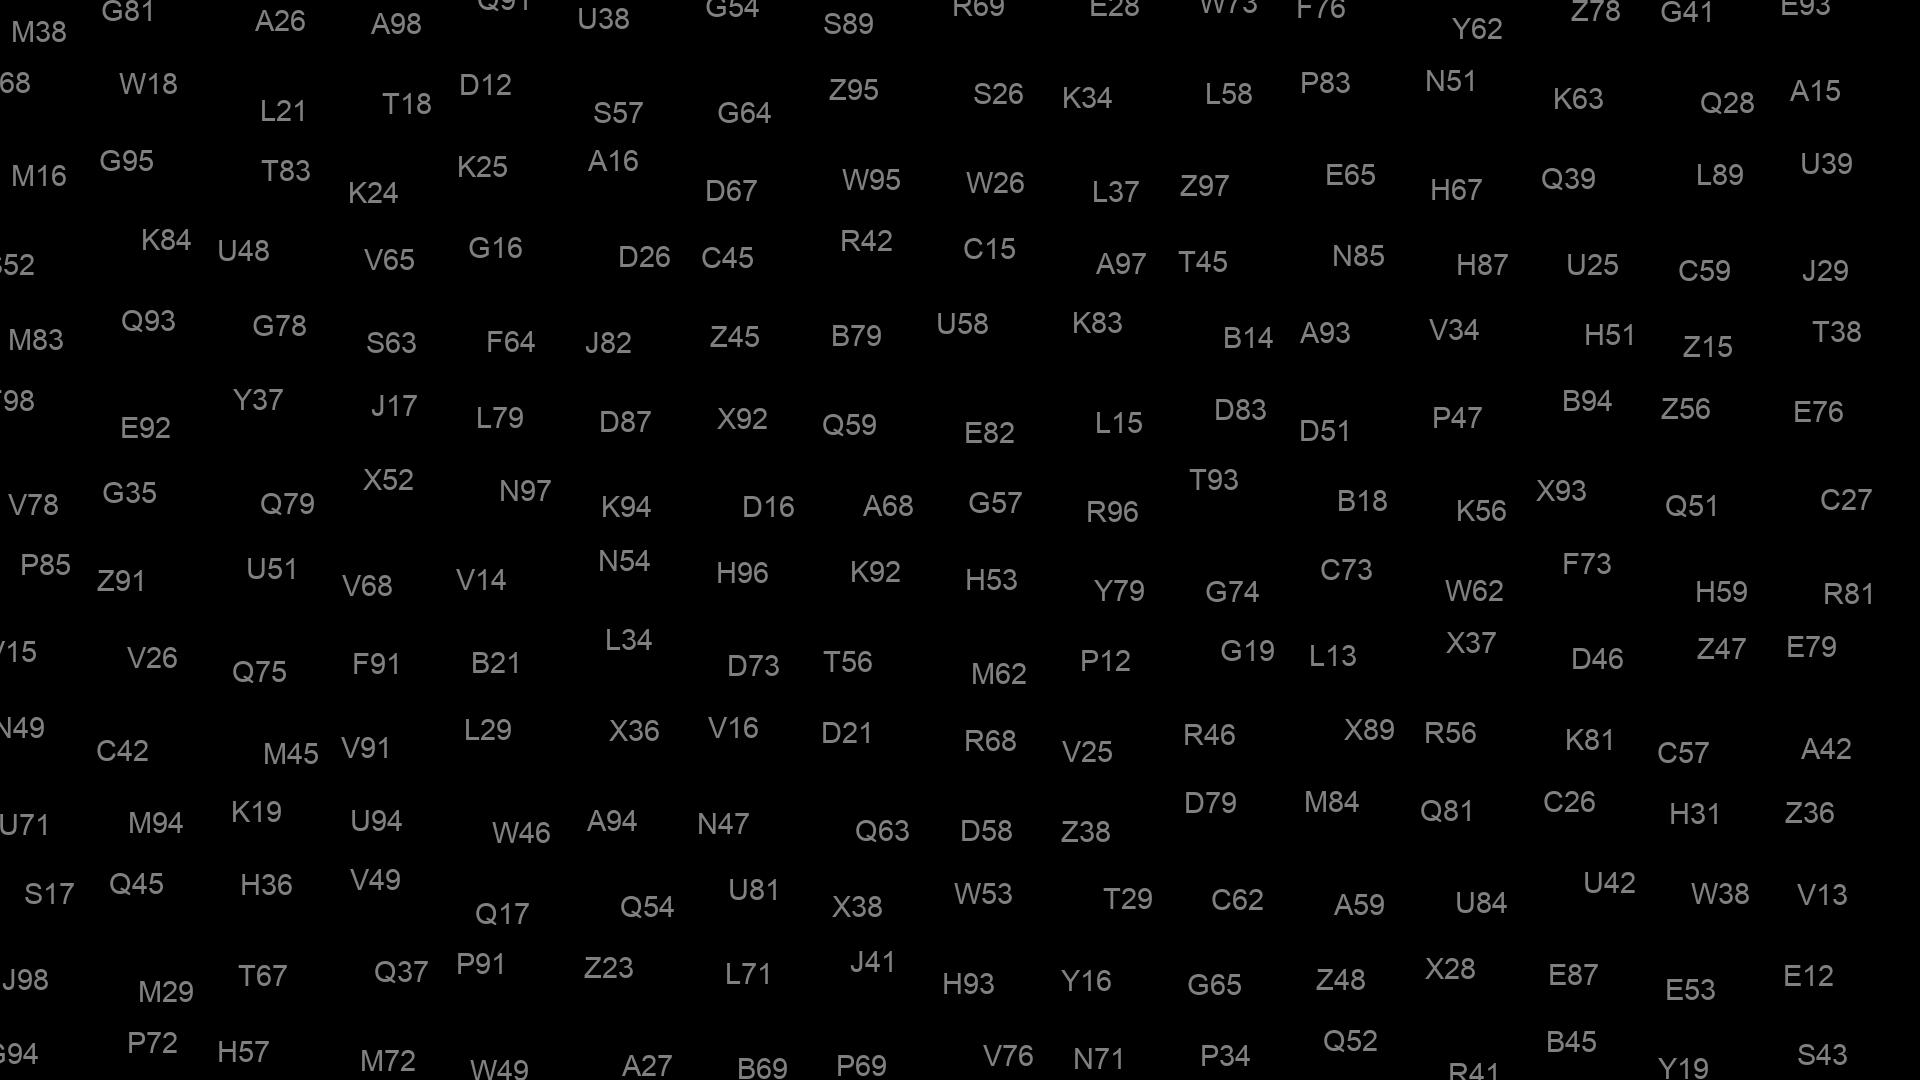 M38 G81 A26 A98 Q91 U38 G54 S89 R69 E28 W73 F76 Y62 Z78 G41 E93
68 W18 L21 T18 D12 S57 G64 Z95 S26 K34 L58 P83 N51 K63 Q28 A15
M16 G95 T83 K24 K25 A16 D67 W95 W26 L37 Z97 E65 H67 Q39 L89 U39
S52 K84 U48 V65 G16 D26 C45 R42 C15 A97 T45 N85 H87 U25 C59 J29
M83 Q93 G78 S63 F64 J82 Z45 B79 U58 K83 B14 A93 V34 H51 Z15 T38
98 E92 Y37 J17 L79 D87 X92 Q59 E82 L15 D83 D51 P47 B94 Z56 E76
V78 G35 Q79 X52 N97 K94 D16 A68 G57 R96 T93 B18 K56 X93 Q51 C27
P85 Z91 U51 V68 V14 N54 H96 K92 H53 Y79 G74 C73 W62 F73 H59 R81
15 V26 Q75 F91 B21 L34 D73 T56 M62 P12 G19 L13 X37 D46 Z47 E79
N49 C42 M45 V91 L29 X36 V16 D21 R68 V25 R46 X89 R56 K81 C57 A42
U71 M94 K19 U94 W46 A94 N47 Q63 D58 Z38 D79 M84 Q81 C26 H31 Z36
S17 Q45 H36 V49 Q17 Q54 U81 X38 W53 T29 C62 A59 U84 U42 W38 V13
J98 M29 T67 Q37 P91 Z23 L71 J41 H93 Y16 G65 Z48 X28 E87 E53 E12
G94 P72 H57 M72 W49 A27 B69 P69 V76 N71 P34 Q52 R41 B45 Y19 S43